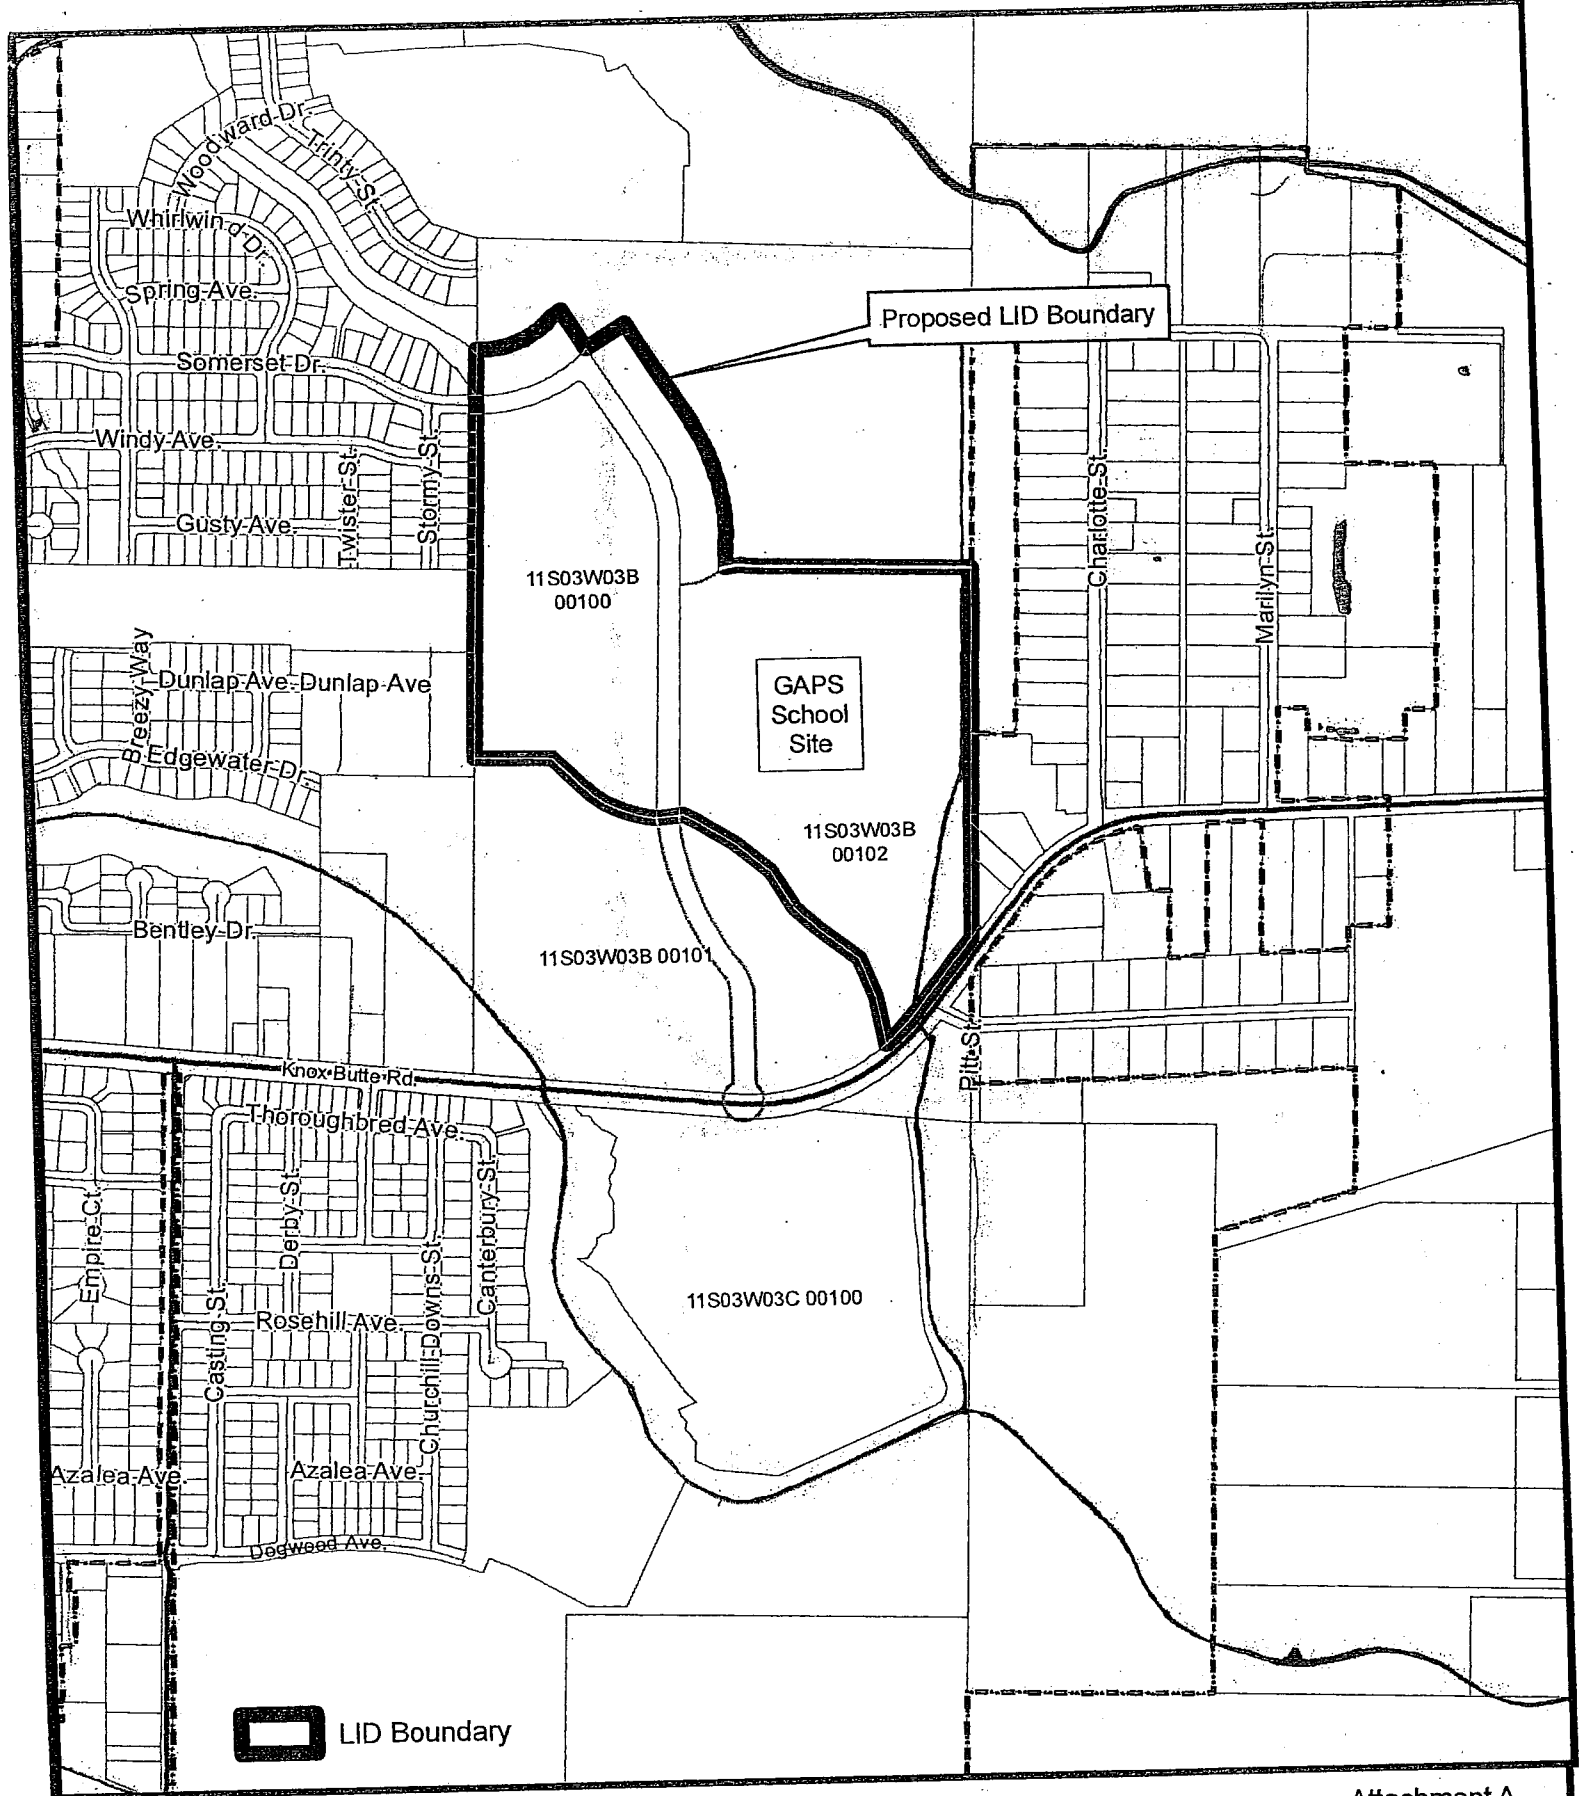 Woodward Dr.
Trinty St.
Whirlwind Dr.
Spring Ave.
Proposed LID Boundary
Somerset Dr.
Windy Ave.
Twister St.
Stormy St.
Charlotte St.
Gusty Ave.
Marilyn St.
11S03W03B
00100
Breezy Way
Dunlap Ave. Dunlap Ave
GAPS
School
Site
Edgewater Dr.
11S03W03B
00102
Bentley Dr.
11S03W03B 00101
Pitt St.
Knox Butte Rd.
Thoroughbred Ave.
Empire Ct.
Derby St.
Canterbury St.
Casting St.
Churchill Downs St.
11S03W03C 00100
Rosehill Ave.
Azalea Ave.
Azalea Ave.
Dogwood Ave.
LID Boundary
Attachment A